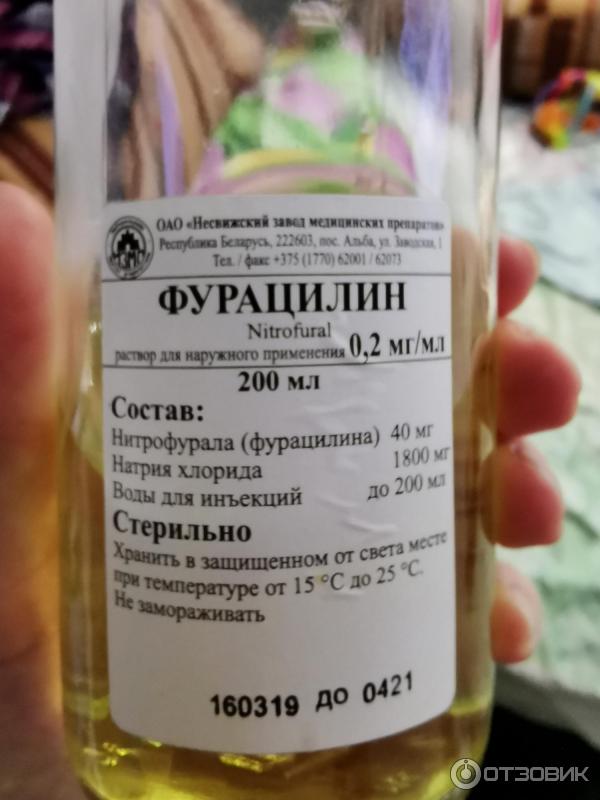 ОАО «Несвижский завод медицинских препаратов»
Республика Беларусь, 222603, пос. Альба, ул. Заводская, 1
Тел. / факс +375 (1770) 62001 / 62073
ФУРАЦИЛИН
Nitrofural
раствор для наружного применения 0,2 мг/мл
200 мл
Состав:
Нитрофурала (фурацилина) 40 мг
Натрия хлорида 1800 мг
Воды для инъекций до 200 мл
Стерильно
Хранить в защищенном от света месте
при температуре от 15 °C до 25 °C.
Не замораживать
160319 до 0421
ОТЗОВИК